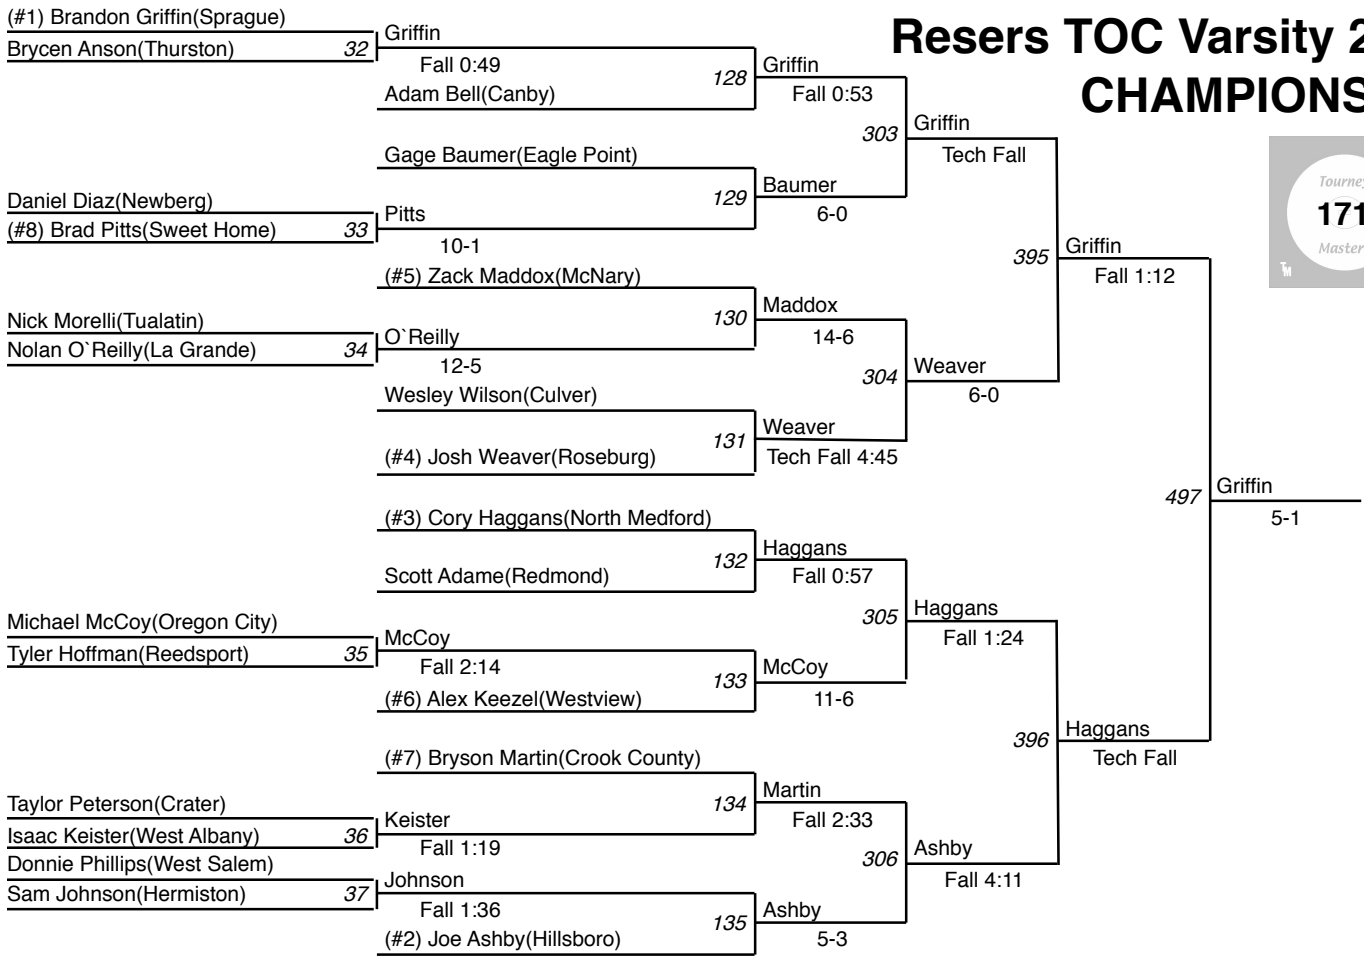 (#1) Brandon Griffin(Sprague)
Brycen Anson(Thurston)
32
Griffin
Fall 0:49
Adam Bell(Canby)
128
Griffin
Fall 0:53
Resers TOC Varsity 2
CHAMPIONS
303
Griffin
Tech Fall
Gage Baumer(Eagle Point)
129
Baumer
6-0
Daniel Diaz(Newberg)
(#8) Brad Pitts(Sweet Home)
33
Pitts
10-1
Tourney
171
Master
TM
395
Griffin
Fall 1:12
(#5) Zack Maddox(McNary)
130
Maddox
14-6
Nick Morelli(Tualatin)
Nolan O`Reilly(La Grande)
34
O`Reilly
12-5
304
Weaver
6-0
Wesley Wilson(Culver)
131
Weaver
Tech Fall 4:45
(#4) Josh Weaver(Roseburg)
497
Griffin
5-1
(#3) Cory Haggans(North Medford)
132
Haggans
Fall 0:57
Scott Adame(Redmond)
305
Haggans
Fall 1:24
Michael McCoy(Oregon City)
Tyler Hoffman(Reedsport)
35
McCoy
Fall 2:14
133
McCoy
11-6
(#6) Alex Keezel(Westview)
396
Haggans
Tech Fall
(#7) Bryson Martin(Crook County)
134
Martin
Fall 2:33
Taylor Peterson(Crater)
Isaac Keister(West Albany)
36
Keister
Fall 1:19
306
Ashby
Fall 4:11
Donnie Phillips(West Salem)
Sam Johnson(Hermiston)
37
Johnson
Fall 1:36
135
Ashby
5-3
(#2) Joe Ashby(Hillsboro)